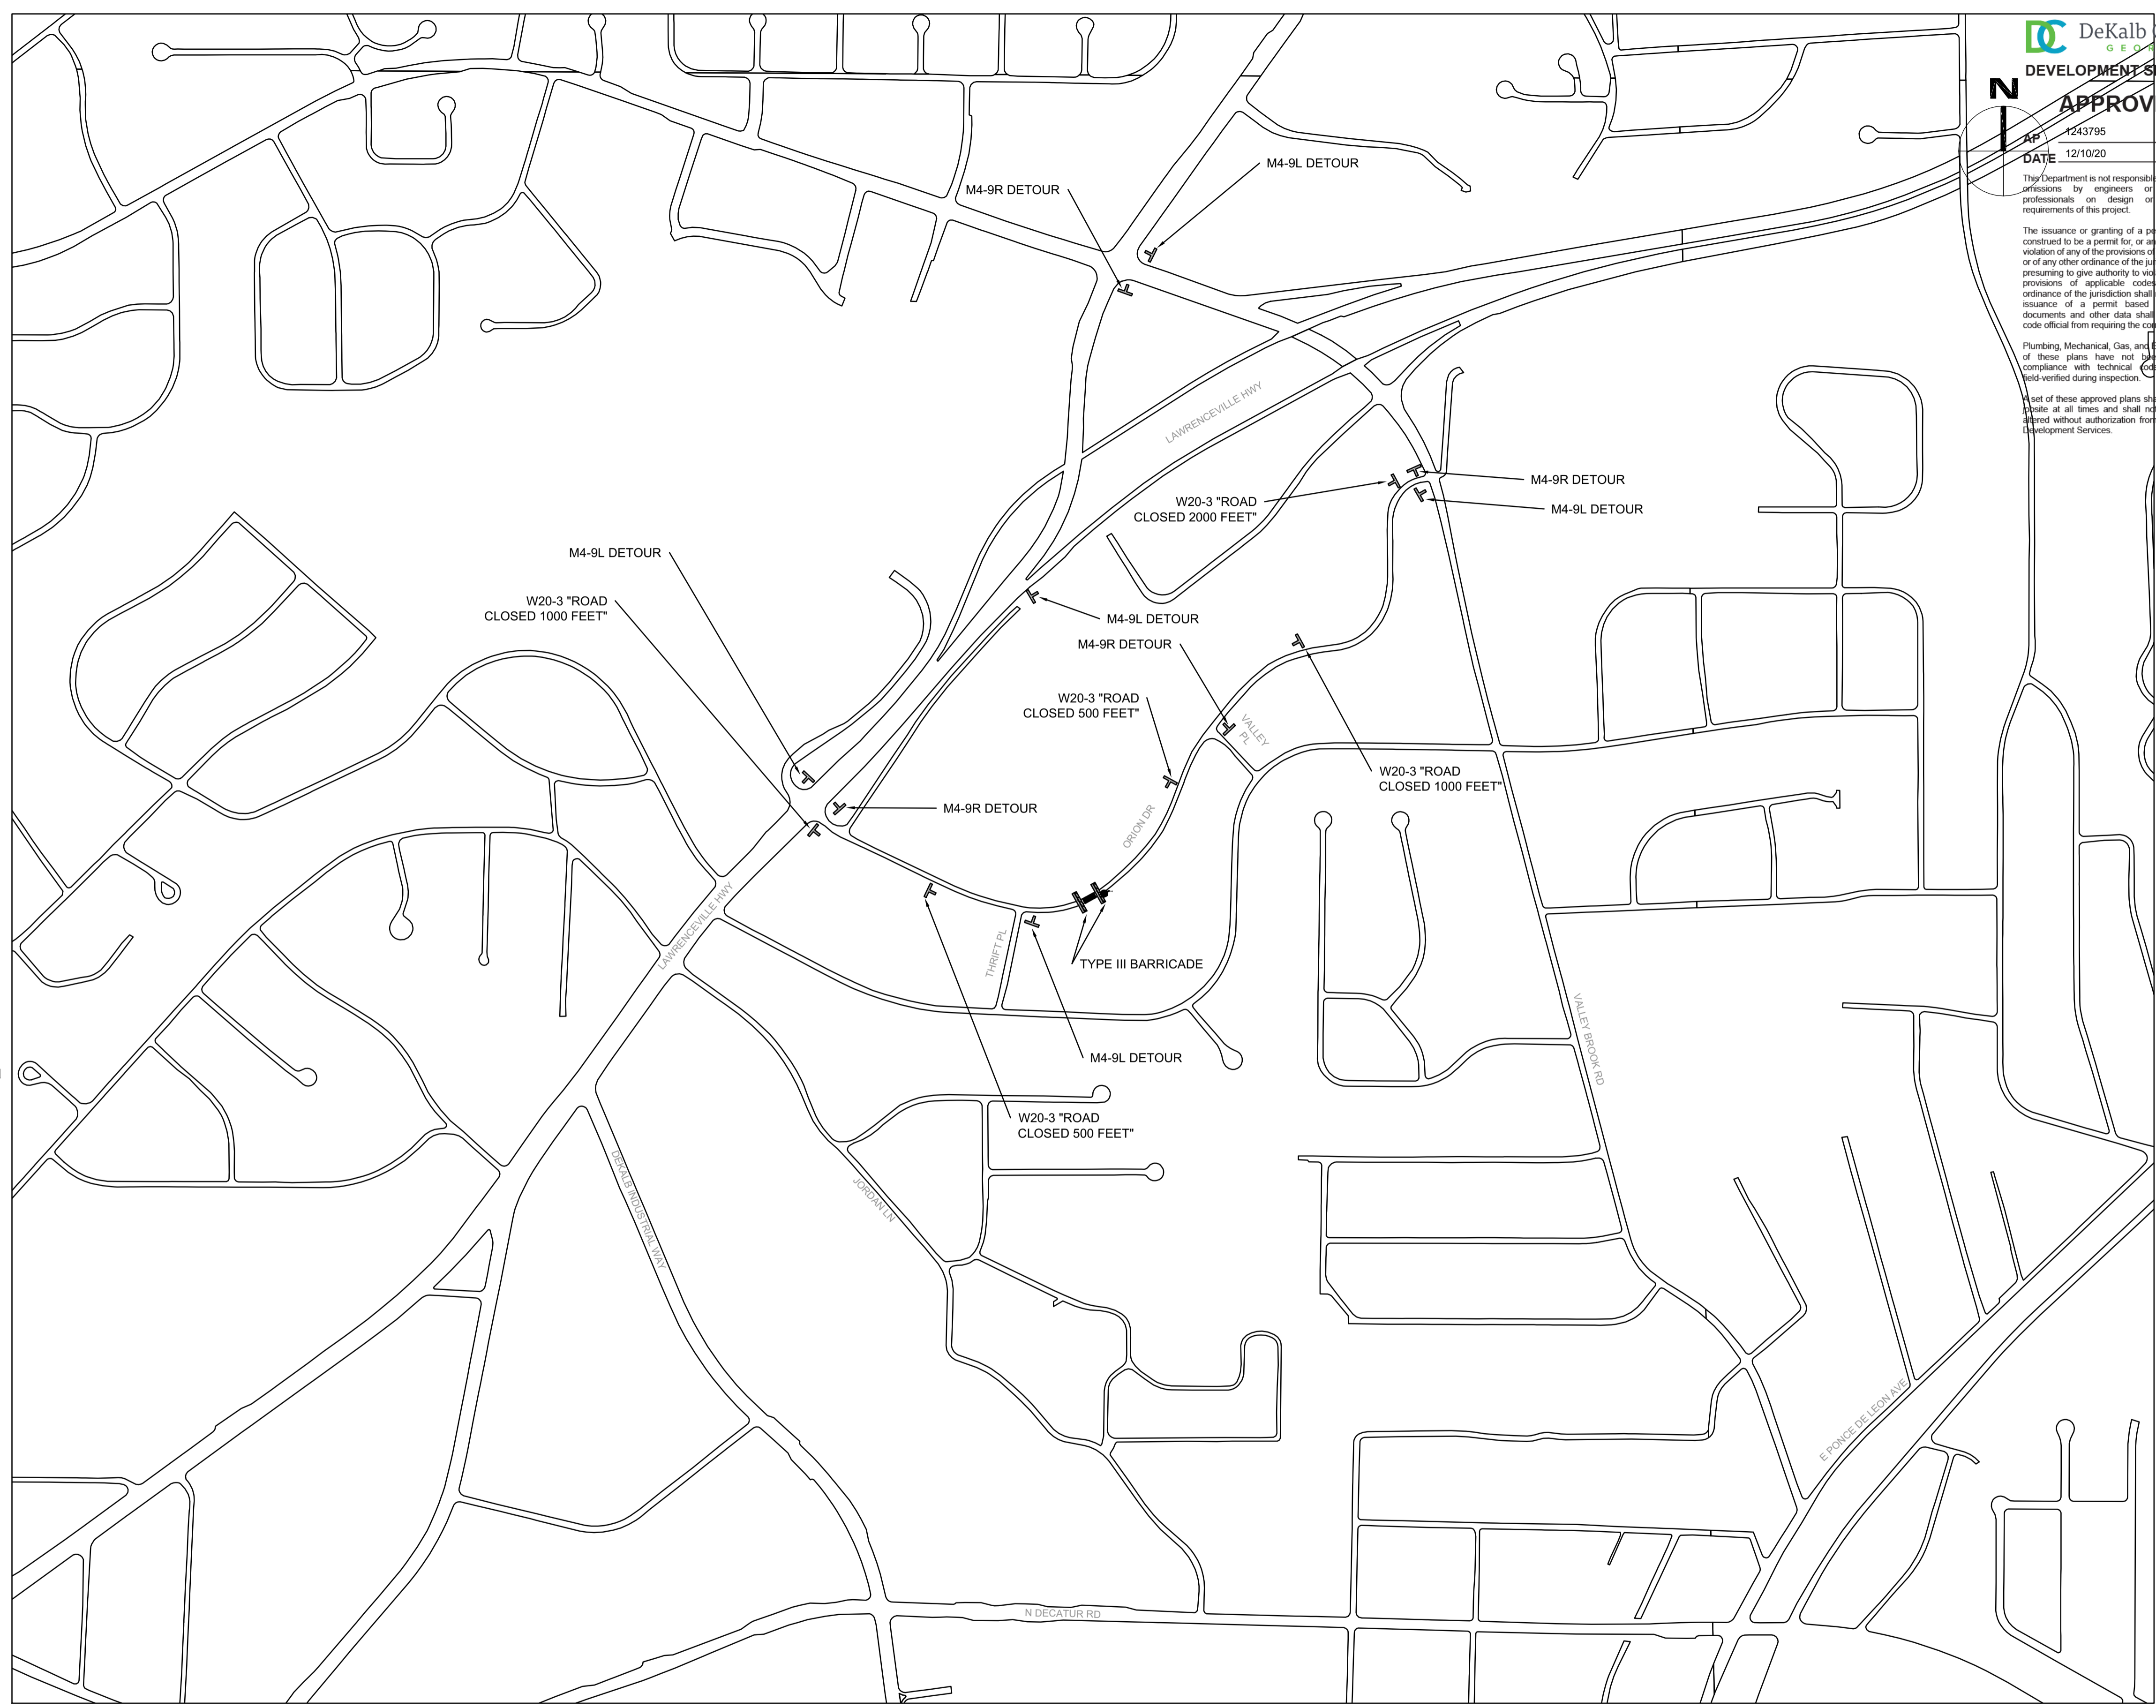 DC DeKalb
GEOR
DEVELOPMENT S
N
APPROV
AP 1243795
DATE 12/10/20
This Department is not responsible
omissions by engineers or
professionals on design or
requirements of this project.
The issuance or granting of a pe
construed to be a permit for, or an
violation of any of the provisions of
or of any other ordinance of the ju
presuming to give authority to vio
provisions of applicable codes
ordinance of the jurisdiction shall
issuance of a permit based
documents and other data shall
code official from requiring the co
Plumbing, Mechanical, Gas, and E
of these plans have not bee
compliance with technical cod
field-verified during inspection.
A set of these approved plans sha
jobsite at all times and shall no
altered without authorization from
Development Services.
M4-9L DETOUR
M4-9R DETOUR
LAWRENCEVILLE HWY
M4-9R DETOUR
W20-3 "ROAD
CLOSED 2000 FEET"
M4-9L DETOUR
M4-9L DETOUR
W20-3 "ROAD
CLOSED 1000 FEET"
M4-9L DETOUR
M4-9R DETOUR
W20-3 "ROAD
CLOSED 500 FEET"
VALLEY
PL
W20-3 "ROAD
CLOSED 1000 FEET"
M4-9R DETOUR
ORION DR
LAWRENCEVILLE HWY
THRIFT PL
TYPE III BARRICADE
VALLEY BROOK RD
M4-9L DETOUR
W20-3 "ROAD
CLOSED 500 FEET"
DEKALB INDUSTRIAL WAY
JORDAN LN
E PONCE DE LEON AVE
N DECATUR RD